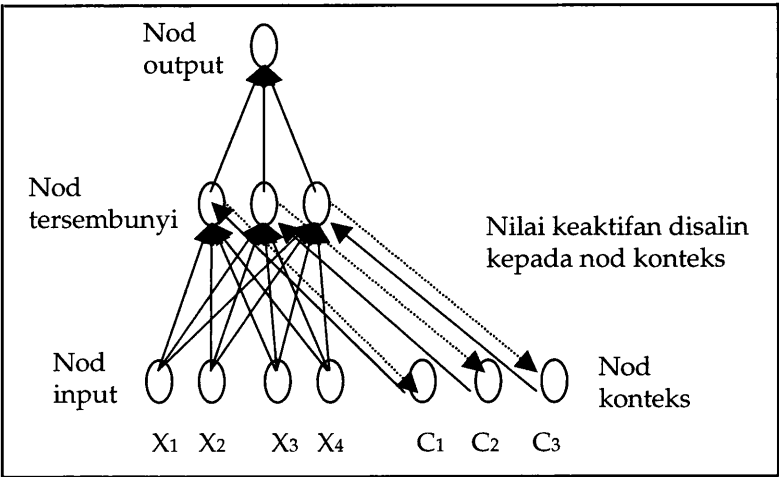 Nod
output
Nod
tersembunyi
Nilai keaktifan disalin
kepada nod konteks
Nod
input
Nod
konteks
X1 X2 X3 X4 C1 C2 C3